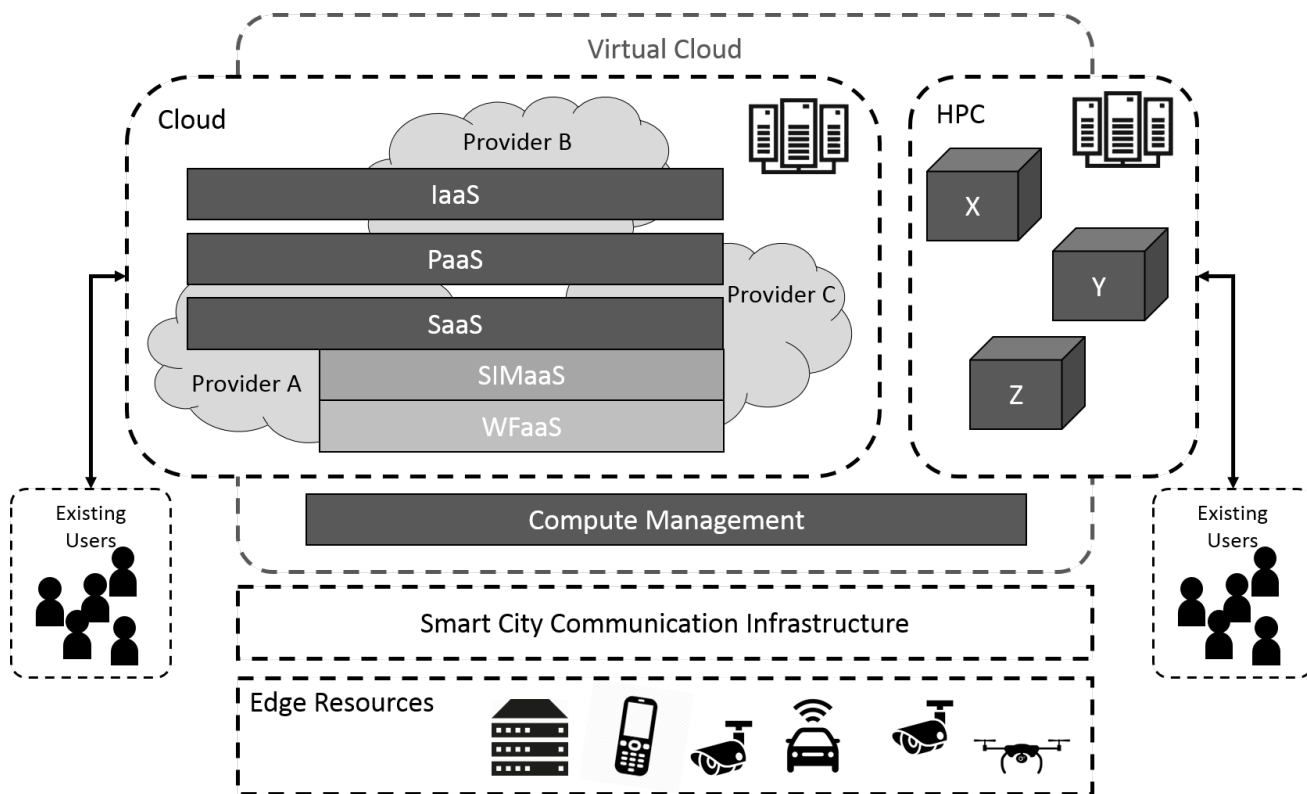 Virtual Cloud
Cloud
Provider B
IaaS
PaaS
Provider C
SaaS
Provider A
SIMaaS
WFaaS
HPC
X
Y
Z
Existing
Users
Existing
Users
Compute Management
Smart City Communication Infrastructure
Edge Resources